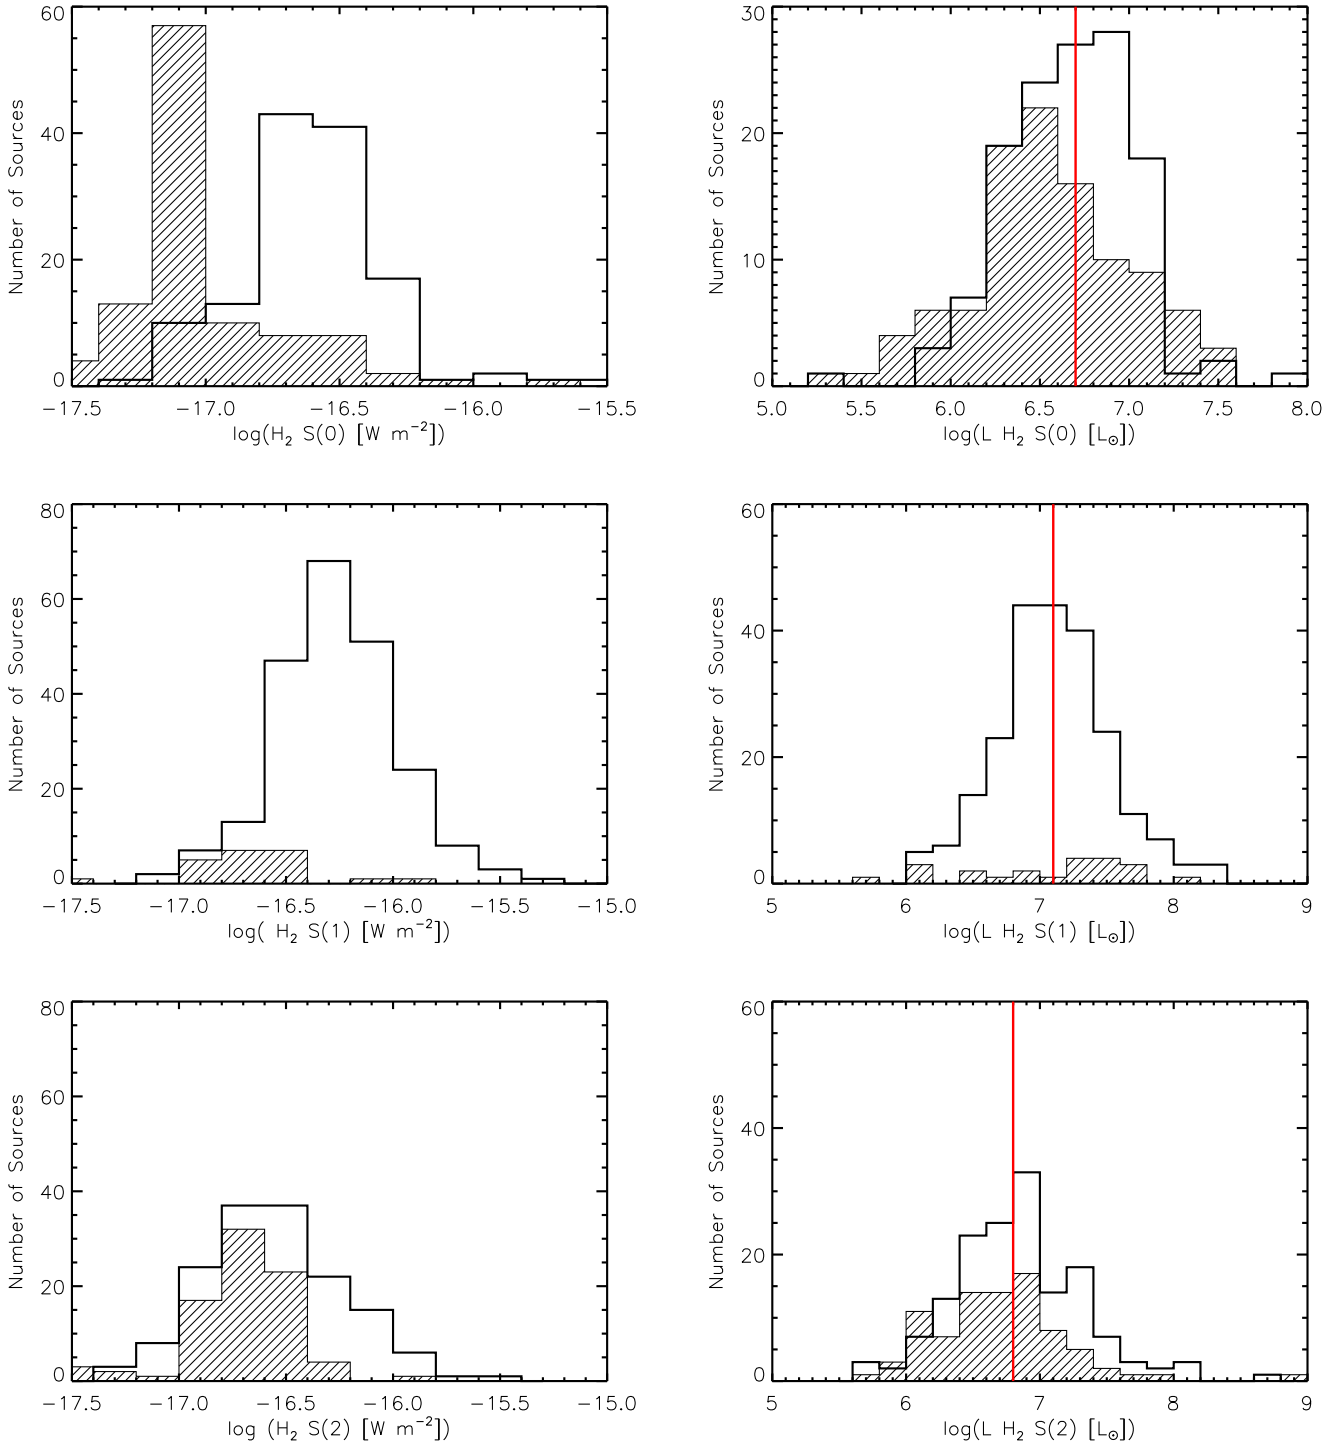 60
40
20
0
Number of Sources
−17.5 −17.0 −16.5 −16.0 −15.5
log(H₂ S(0) [W m⁻²])
30
20
10
0
Number of Sources
5.0 5.5 6.0 6.5 7.0 7.5 8.0
log(L H₂ S(0) [L⊙])
80
60
40
20
0
Number of Sources
−17.5 −17.0 −16.5 −16.0 −15.5 −15.0
log( H₂ S(1) [W m⁻²])
60
40
20
0
Number of Sources
5 6 7 8 9
log(L H₂ S(1) [L⊙])
80
60
40
20
0
Number of Sources
−17.5 −17.0 −16.5 −16.0 −15.5 −15.0
log (H₂ S(2) [W m⁻²])
60
40
20
0
Number of Sources
5 6 7 8 9
log(L H₂ S(2) [L⊙])